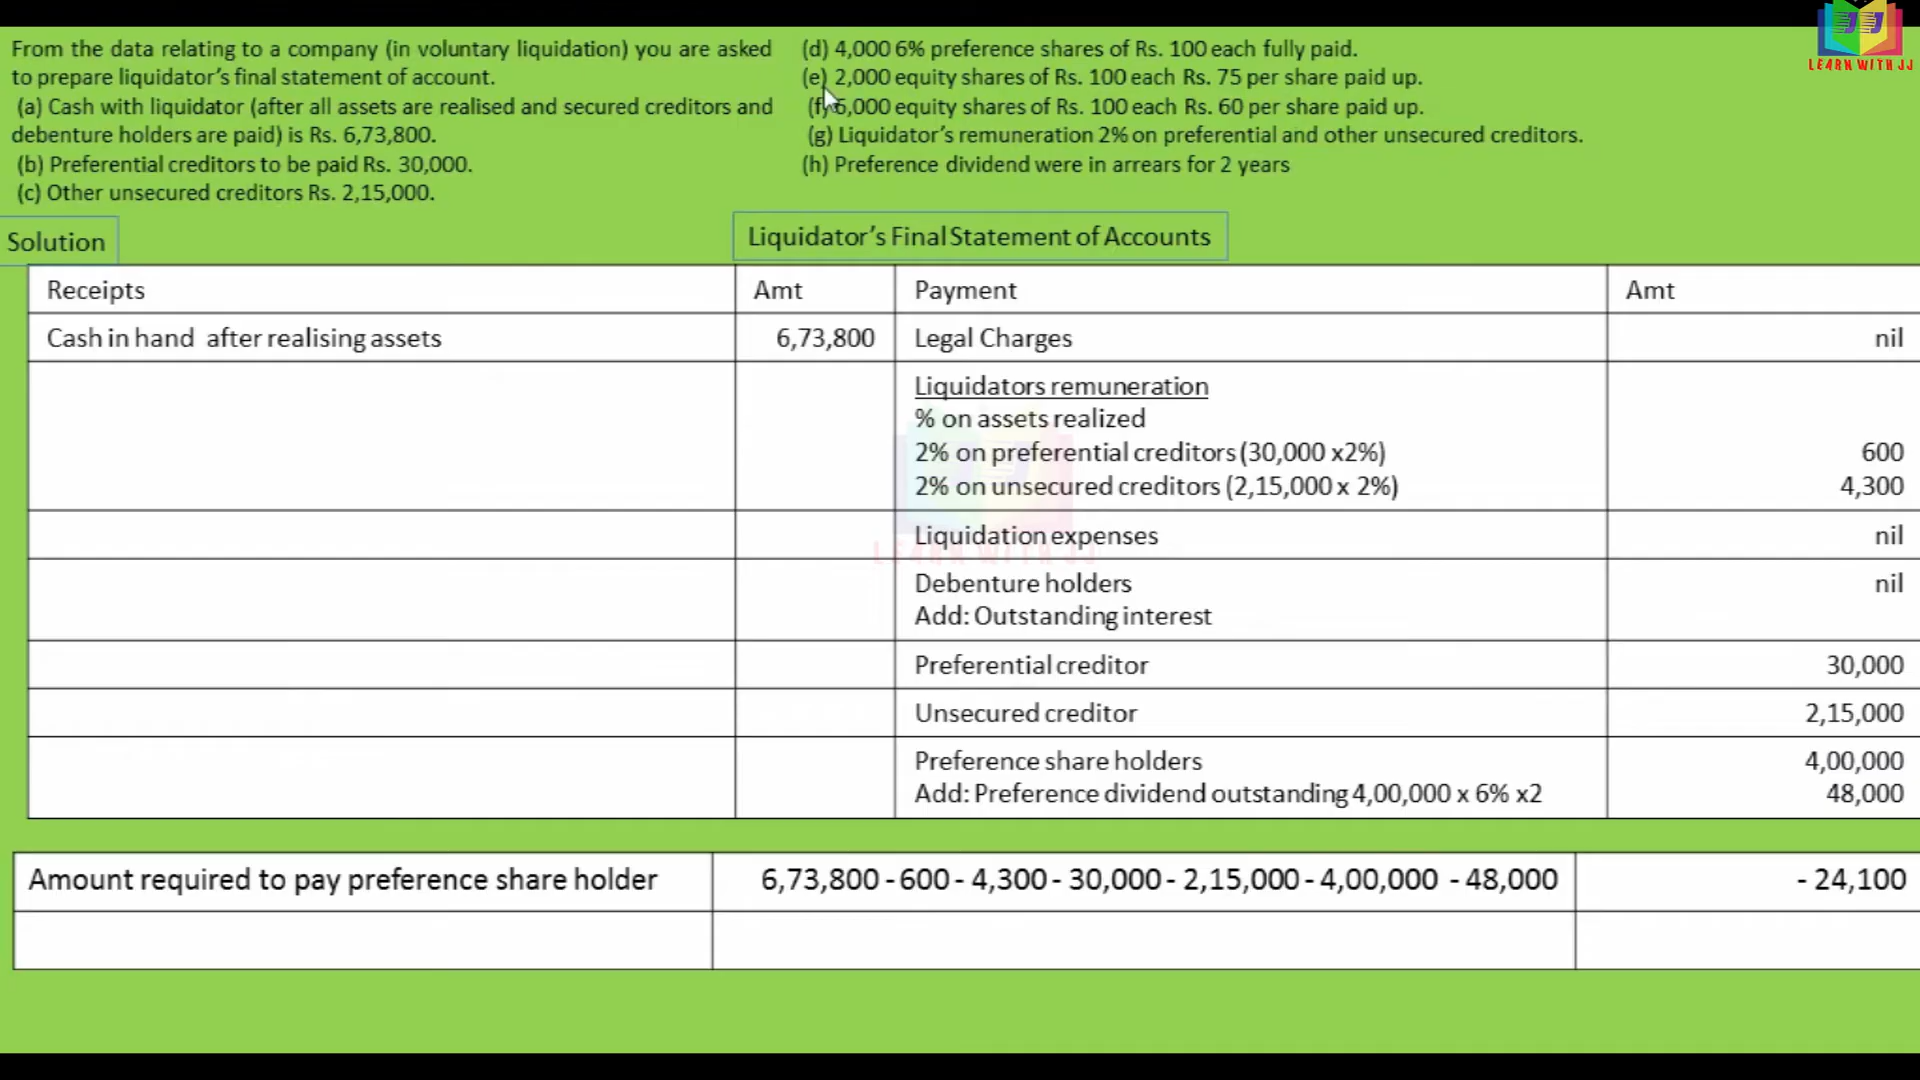 From the data relating to a company (in voluntary liquidation) you are asked
to prepare liquidator's final statement of account.
(a) Cash with liquidator (after all assets are realised and secured creditors and
debenture holders are paid) is Rs. 6,73,800.
(b) Preferential creditors to be paid Rs. 30,000.
(c) Other unsecured creditors Rs. 2,15,000.
(d) 4,000 6% preference shares of Rs. 100 each fully paid.
(e) 2,000 equity shares of Rs. 100 each Rs. 75 per share paid up.
(f) 6,000 equity shares of Rs. 100 each Rs. 60 per share paid up.
(g) Liquidator's remuneration 2% on preferential and other unsecured creditors.
(h) Preference dividend were in arrears for 2 years
LEARN WITH JJ
Solution
Liquidator's Final Statement of Accounts
Receipts Amt Payment Amt
Cash in hand after realising assets 6,73,800 Legal Charges nil
Liquidators remuneration
% on assets realized
2% on preferential creditors (30,000 x2%) 600
2% on unsecured creditors (2,15,000 x 2%) 4,300
Liquidation expenses nil
LEARN WITH JJ
Debenture holders nil
Add: Outstanding interest
Preferential creditor 30,000
Unsecured creditor 2,15,000
Preference share holders 4,00,000
Add: Preference dividend outstanding 4,00,000 x 6% x2 48,000
Amount required to pay preference share holder 6,73,800 - 600 - 4,300 - 30,000 - 2,15,000 - 4,00,000 - 48,000 - 24,100